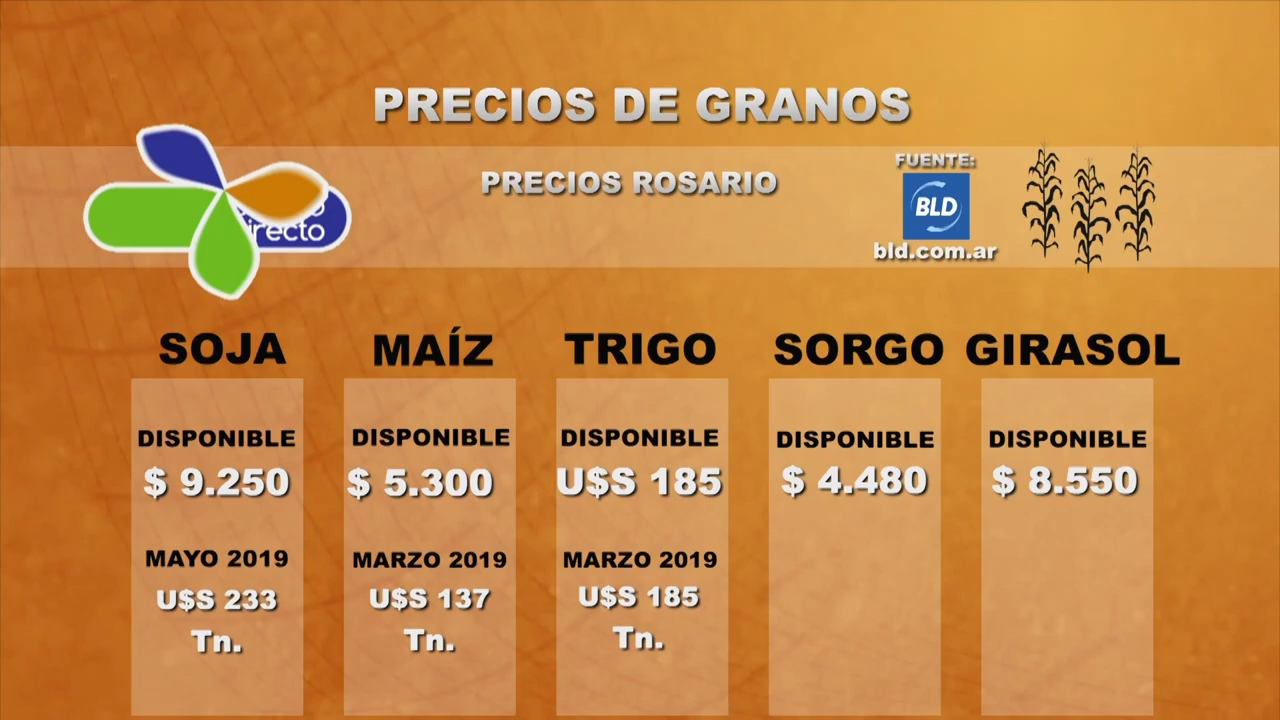 PRECIOS DE GRANOS
PRECIOS ROSARIO
FUENTE:
BLD
bld.com.ar
SOJA
DISPONIBLE
$ 9.250
MAYO 2019
U$S 233
Tn.
MAÍZ
DISPONIBLE
$ 5.300
MARZO 2019
U$S 137
Tn.
TRIGO
DISPONIBLE
U$S 185
MARZO 2019
U$S 185
Tn.
SORGO
DISPONIBLE
$ 4.480
GIRASOL
DISPONIBLE
$ 8.550